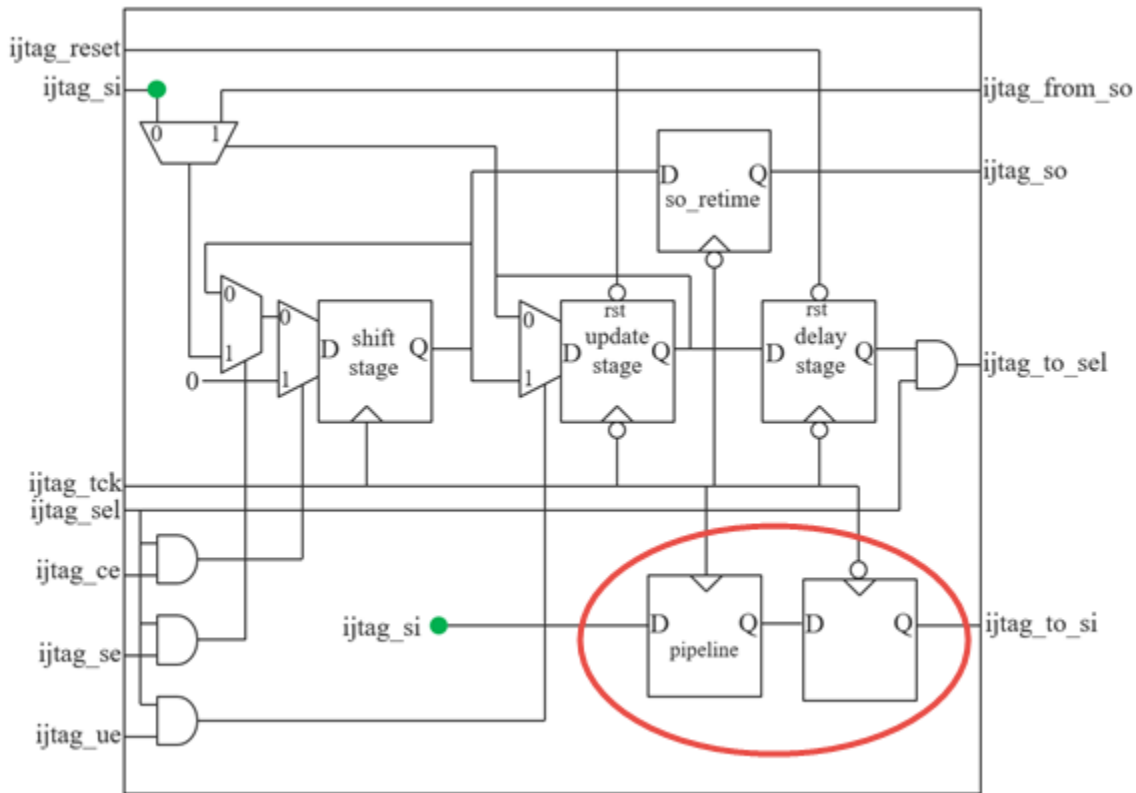 ijtag_reset
ijtag_si
ijtag_from_so
0 1
D Q
so_retime
ijtag_so
0
1
0
0
1
D shift stage Q
0
1
rst
D update stage Q
rst
D delay stage Q
ijtag_to_sel
ijtag_tck
ijtag_sel
ijtag_ce
ijtag_se
ijtag_ue
ijtag_si
D Q
pipeline
D Q
ijtag_to_si